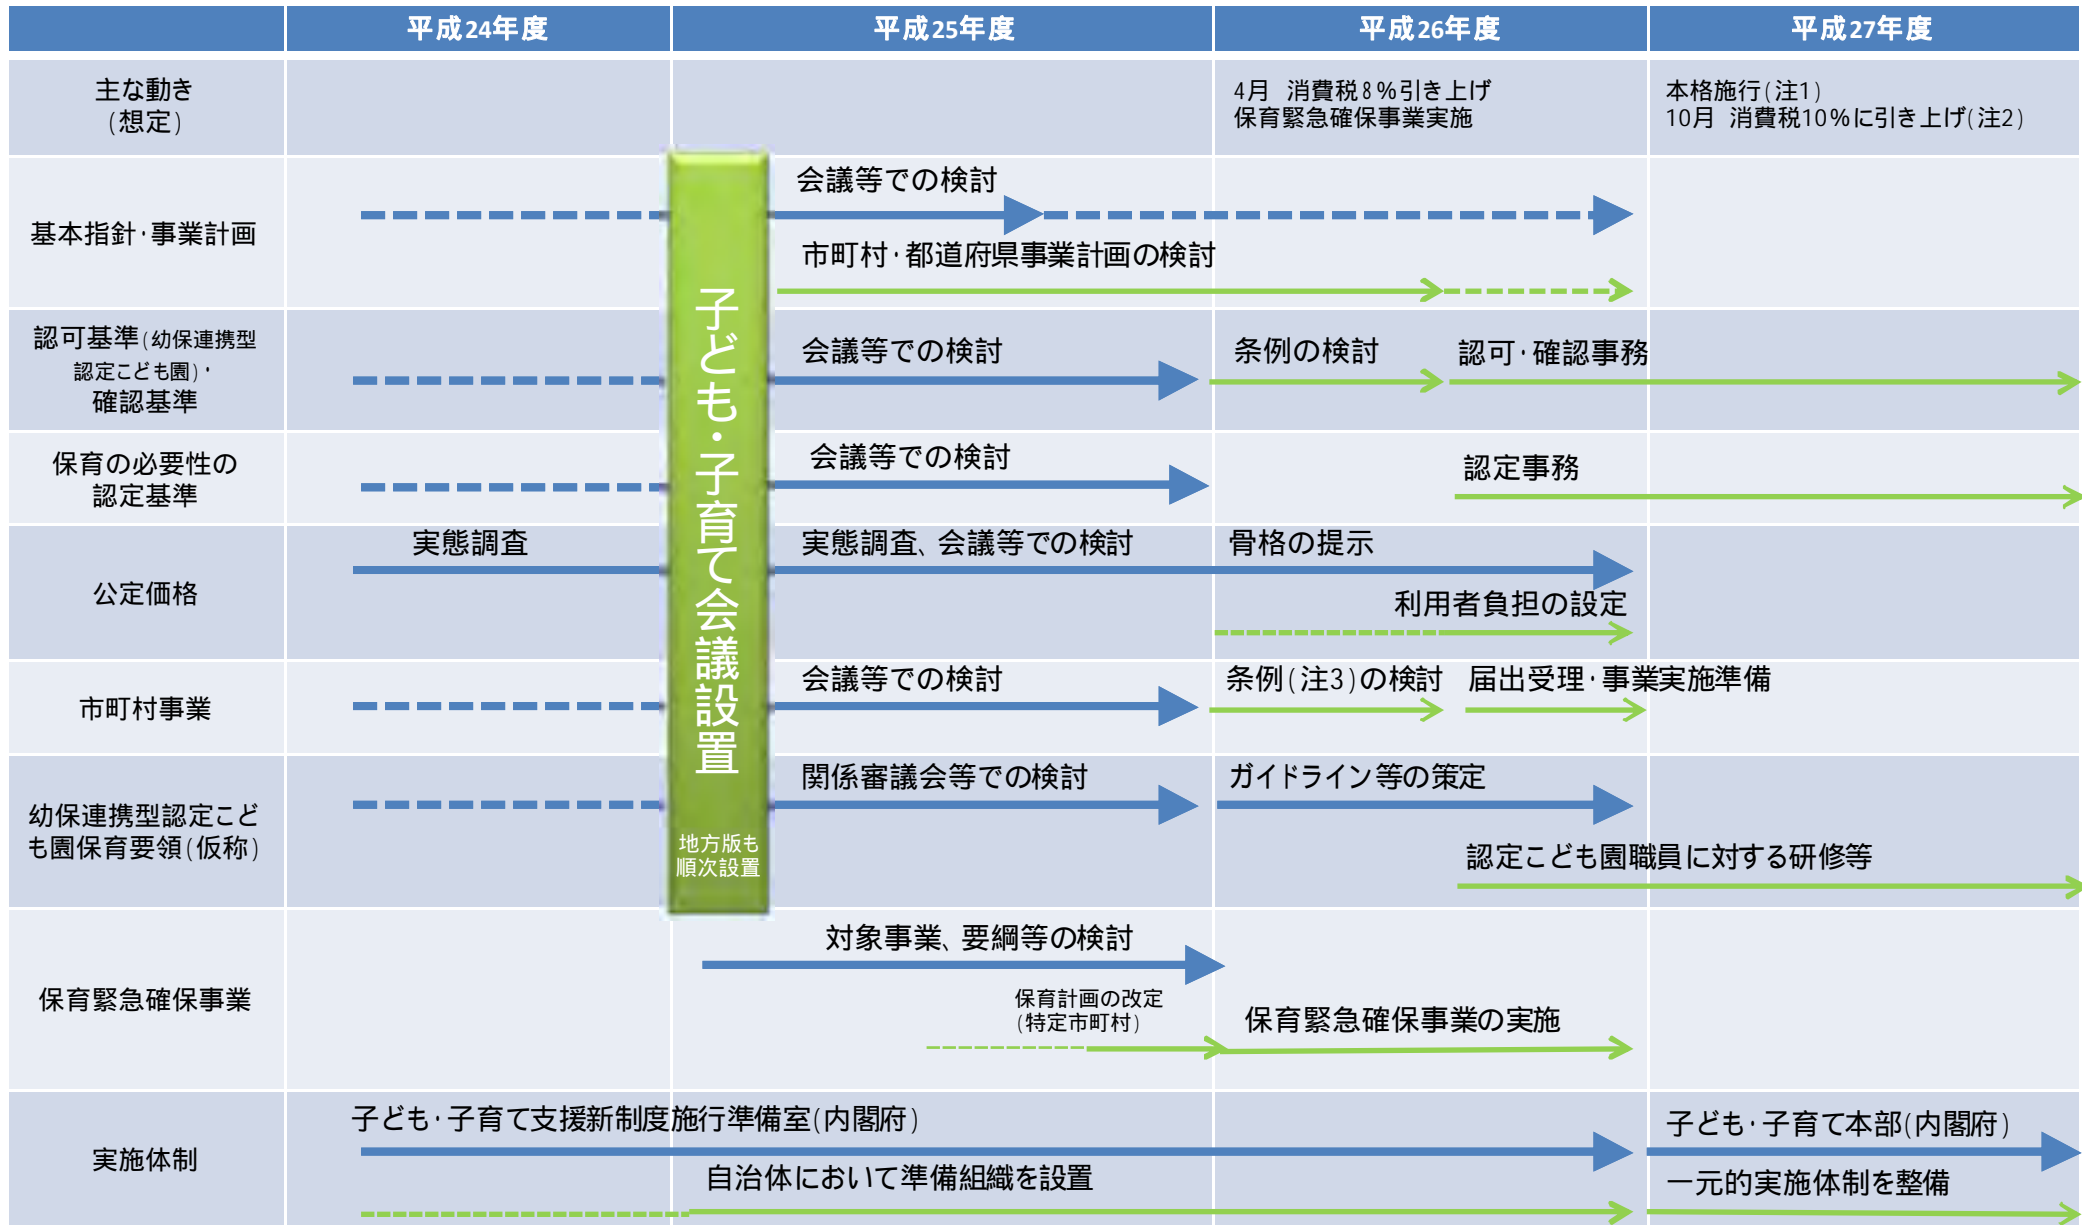 平成24年度
平成25年度
平成26年度
平成27年度
主な動き
(想定)
4月 消費税8%引き上げ
保育緊急確保事業実施
本格施行(注1)
10月 消費税10%に引き上げ(注2)
子ども・子育て会議設置
地方版も
順次設置
基本指針・事業計画
会議等での検討
市町村・都道府県事業計画の検討
認可基準(幼保連携型
認定こども園)・
確認基準
会議等での検討
条例の検討
認可・確認事務
保育の必要性の
認定基準
会議等での検討
認定事務
公定価格
実態調査
実態調査、会議等での検討
骨格の提示
利用者負担の設定
市町村事業
会議等での検討
条例(注3)の検討
届出受理・事業実施準備
幼保連携型認定こど
も園保育要領(仮称)
関係審議会等での検討
ガイドライン等の策定
認定こども園職員に対する研修等
保育緊急確保事業
対象事業、要綱等の検討
保育計画の改定
(特定市町村)
保育緊急確保事業の実施
実施体制
子ども・子育て支援新制度施行準備室(内閣府)
自治体において準備組織を設置
子ども・子育て本部(内閣府)
一元的実施体制を整備